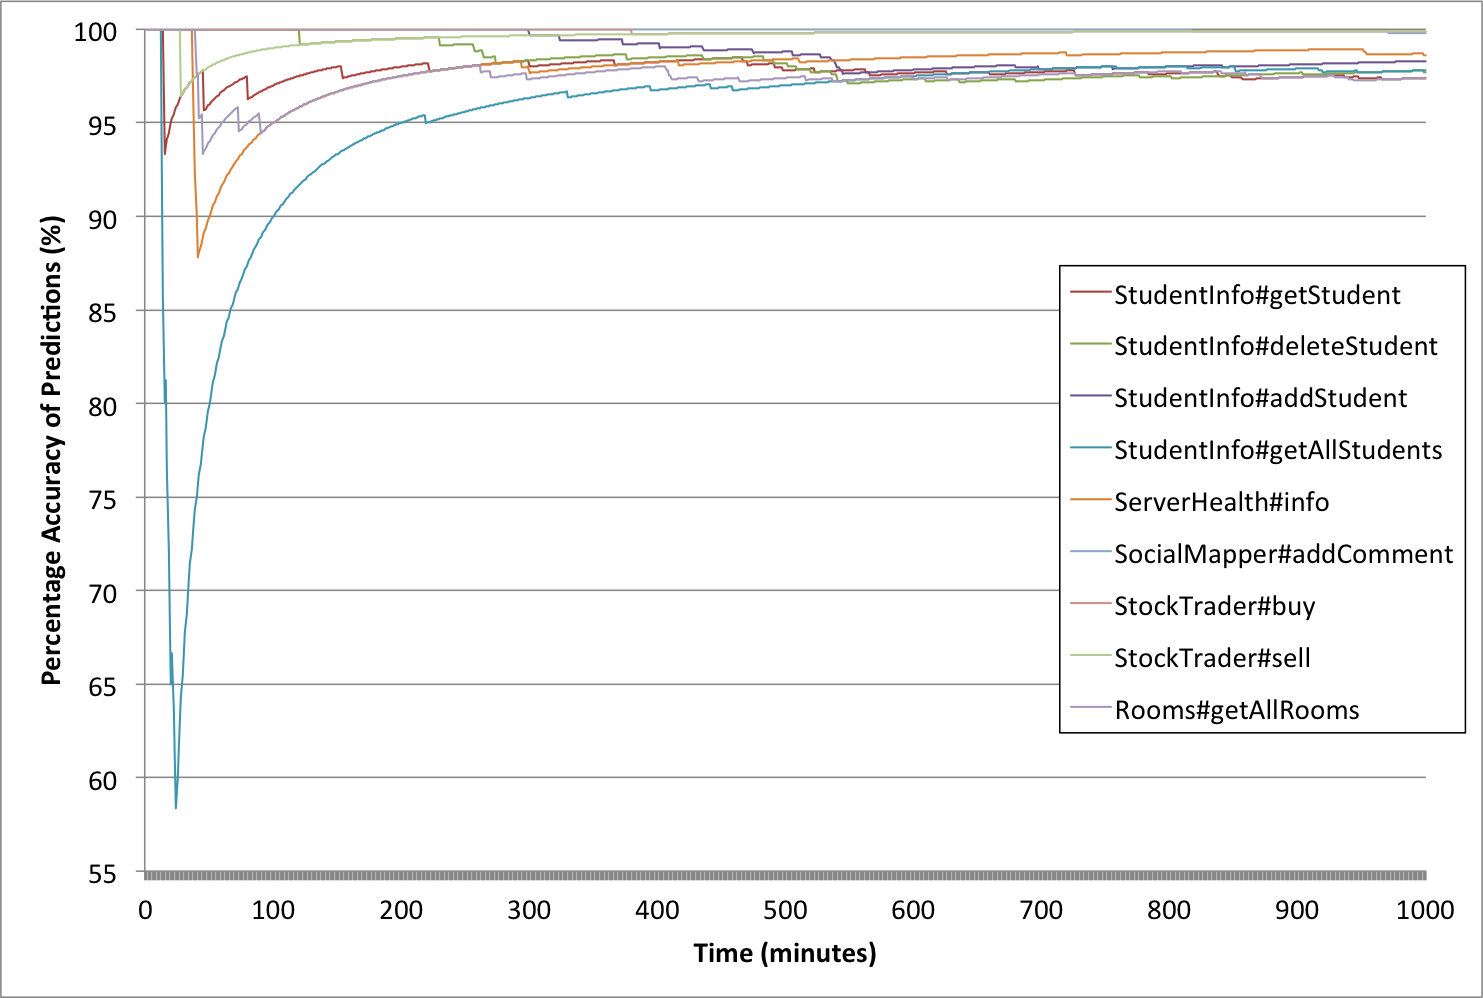 100
95
90
85
80
75
70
65
60
55
Percentage Accuracy of Predictions (%)
0 100 200 300 400 500 600 700 800 900 1000
Time (minutes)
StudentInfo#getStudent
StudentInfo#deleteStudent
StudentInfo#addStudent
StudentInfo#getAllStudents
ServerHealth#info
SocialMapper#addComment
StockTrader#buy
StockTrader#sell
Rooms#getAllRooms